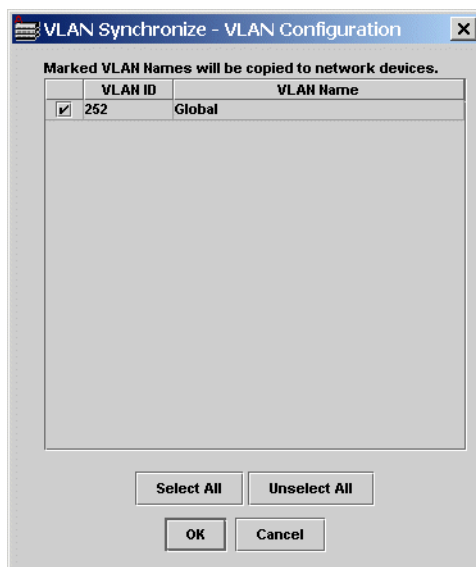 VLAN Synchronize - VLAN Configuration
Marked VLAN Names will be copied to network devices.
VLAN ID VLAN Name
252 Global
Select All Unselect All
OK Cancel